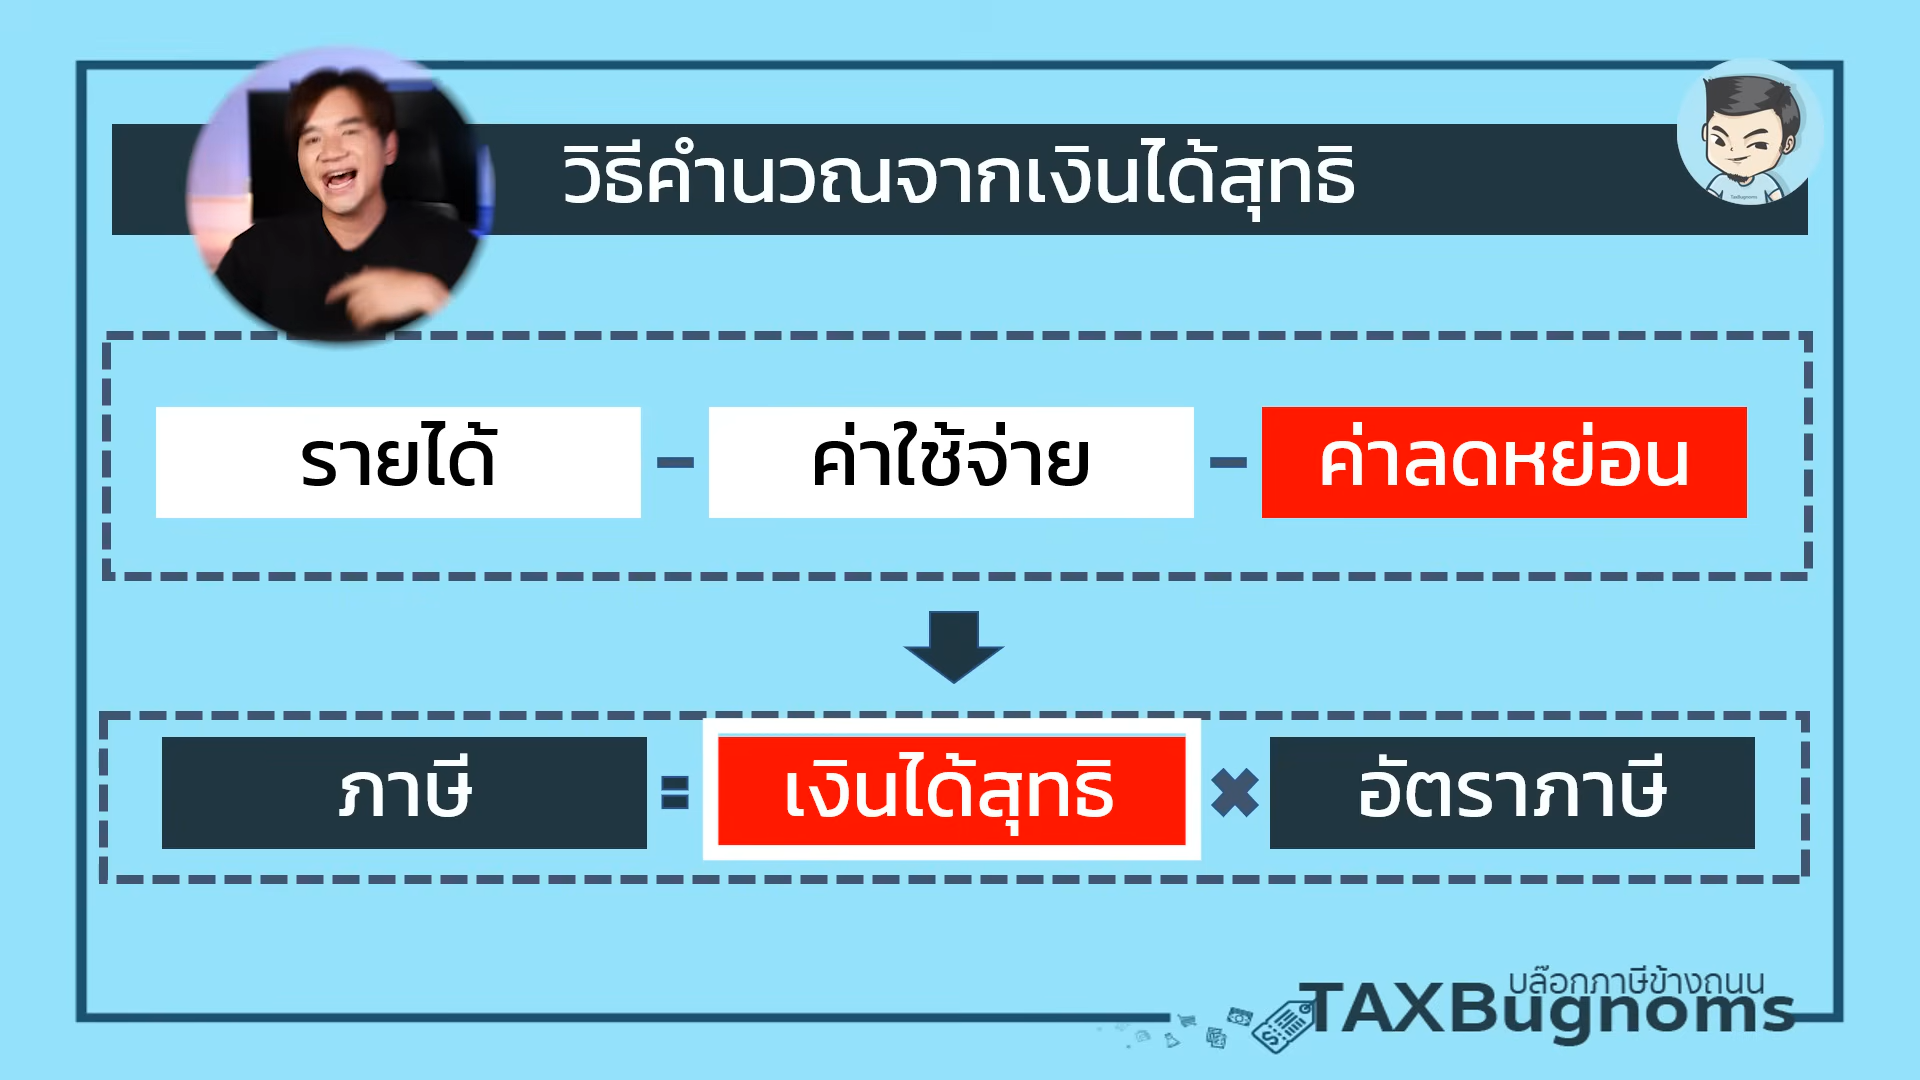 วิธีคำนวณจากเงินได้สุทธิ
รายได้ - ค่าใช้จ่าย - ค่าลดหย่อน
ภาษี = เงินได้สุทธิ × อัตราภาษี
บล๊อกภาษีข้างถนน
TAXBugnoms